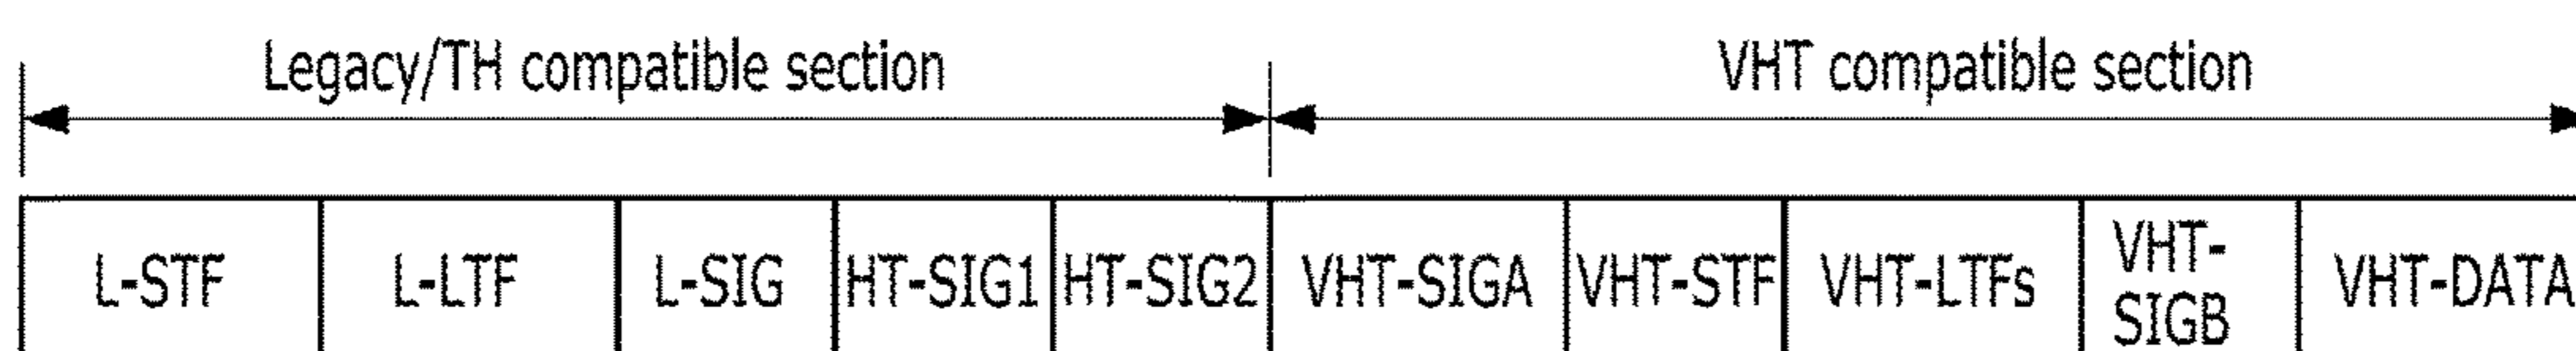 Legacy/TH compatible section VHT compatible section
L-STF L-LTF L-SIG HT-SIG1 HT-SIG2 VHT-SIGA VHT-STF VHT-LTFs VHT-
SIGB VHT-DATA